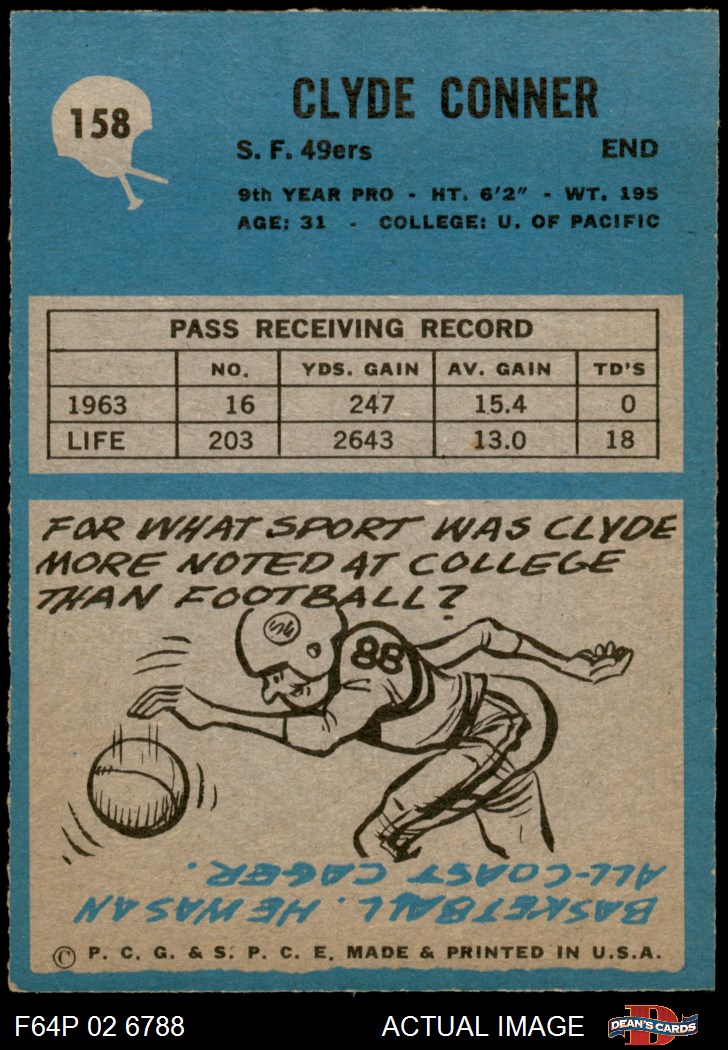 158
CLYDE CONNER
S. F. 49ers END
9th YEAR PRO - HT. 6'2" - WT. 195
AGE: 31 - COLLEGE: U. OF PACIFIC
PASS RECEIVING RECORD
NO. YDS. GAIN AV. GAIN TD'S
1963 16 247 15.4 0
LIFE 203 2643 13.0 18
FOR WHAT SPORT WAS CLYDE
MORE NOTED AT COLLEGE
THAN FOOTBALL?
88
BASKETBALL. HE WAS AN
ALL-COAST CAGER.
© P. C. G. & S. P. C. E. MADE & PRINTED IN U.S.A.
F64P 02 6788 ACTUAL IMAGE D DEAN'S CARDS